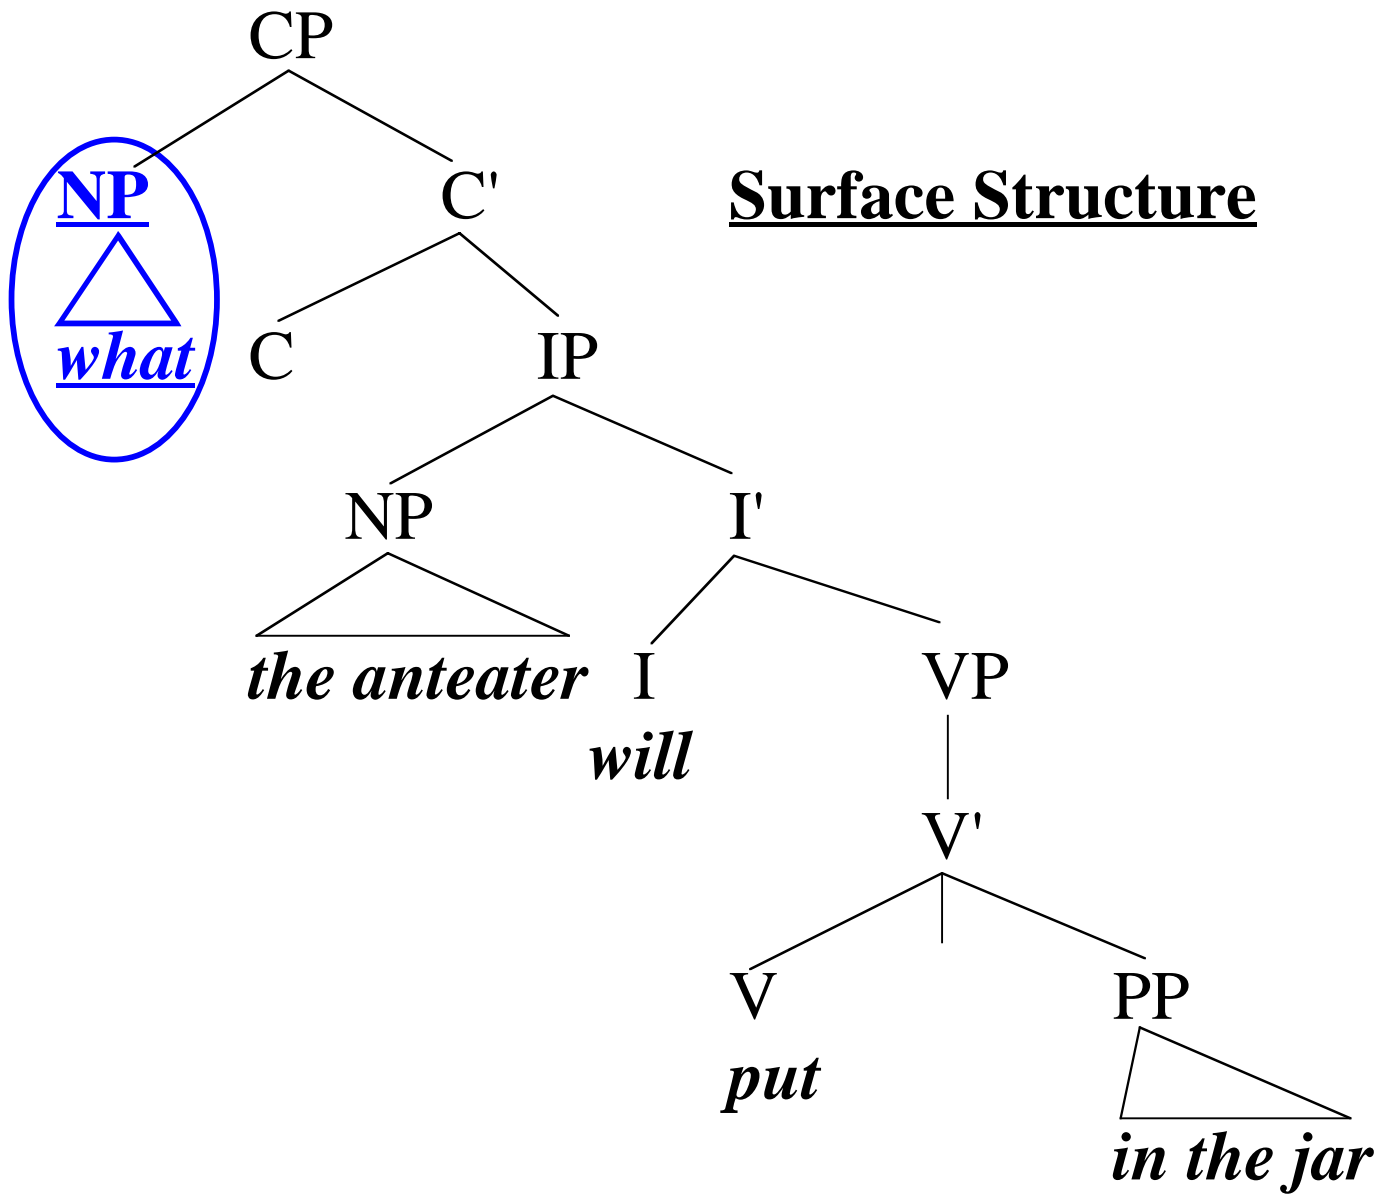 CP
NP C' Surface Structure
what C IP
NP I'
the anteater I VP
will
V'
V PP
put
in the jar